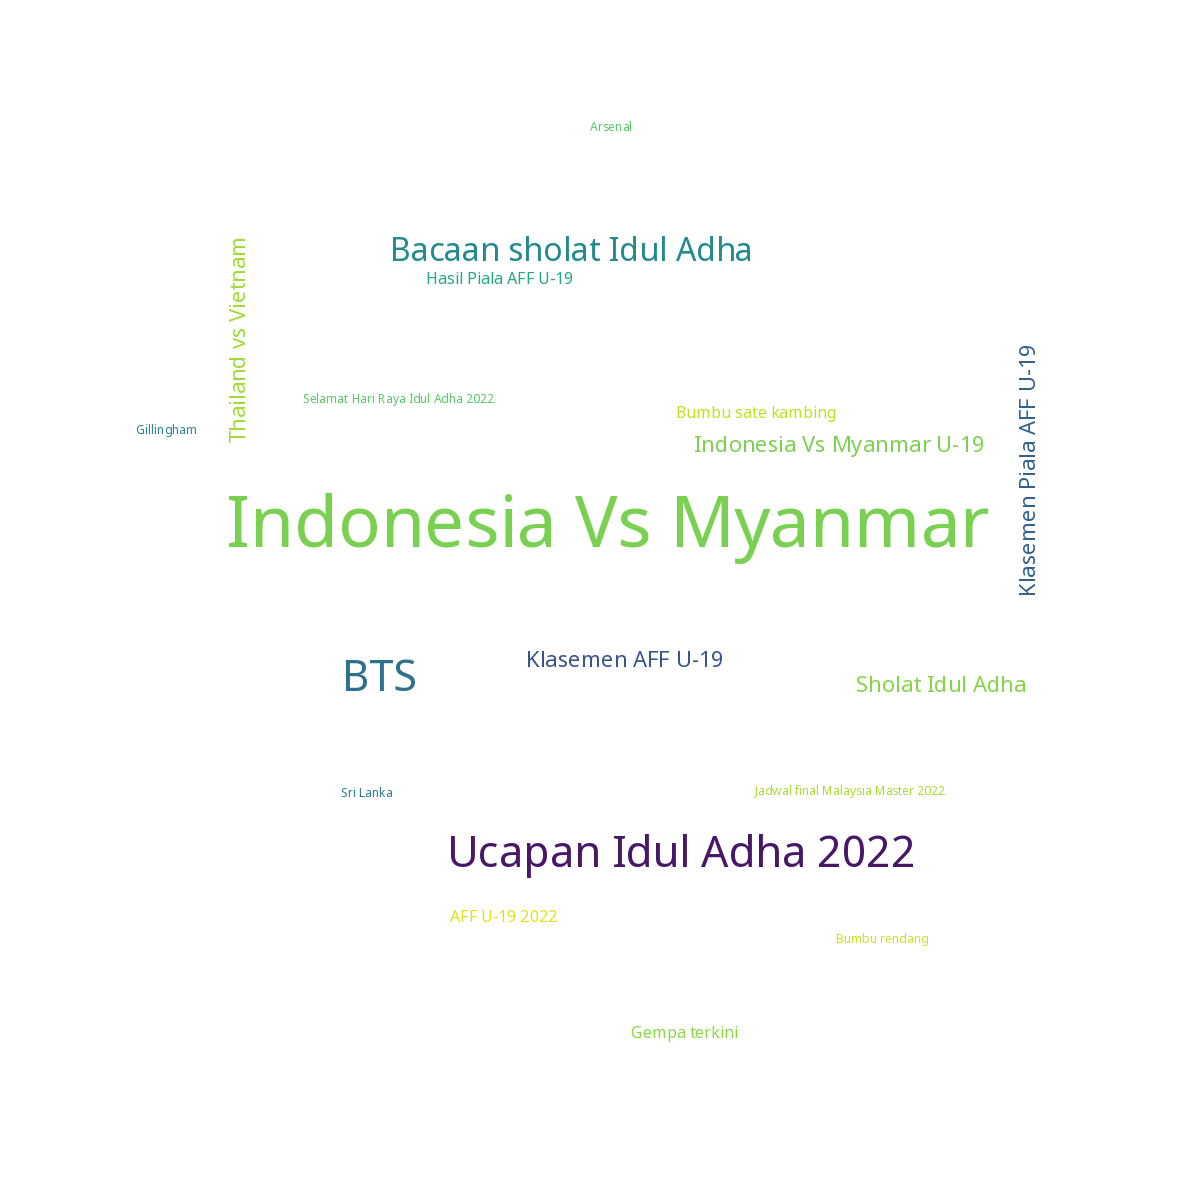 Arsenal
Bacaan sholat Idul Adha
Hasil Piala AFF U-19
Thailand vs Vietnam
Selamat Hari Raya Idul Adha 2022
Bumbu sate kambing
Gillingham
Indonesia Vs Myanmar U-19
Klasemen Piala AFF U-19
Indonesia Vs Myanmar
Klasemen AFF U-19
BTS
Sholat Idul Adha
Sri Lanka
Jadwal final Malaysia Master 2022
Ucapan Idul Adha 2022
AFF U-19 2022
Bumbu rendang
Gempa terkini